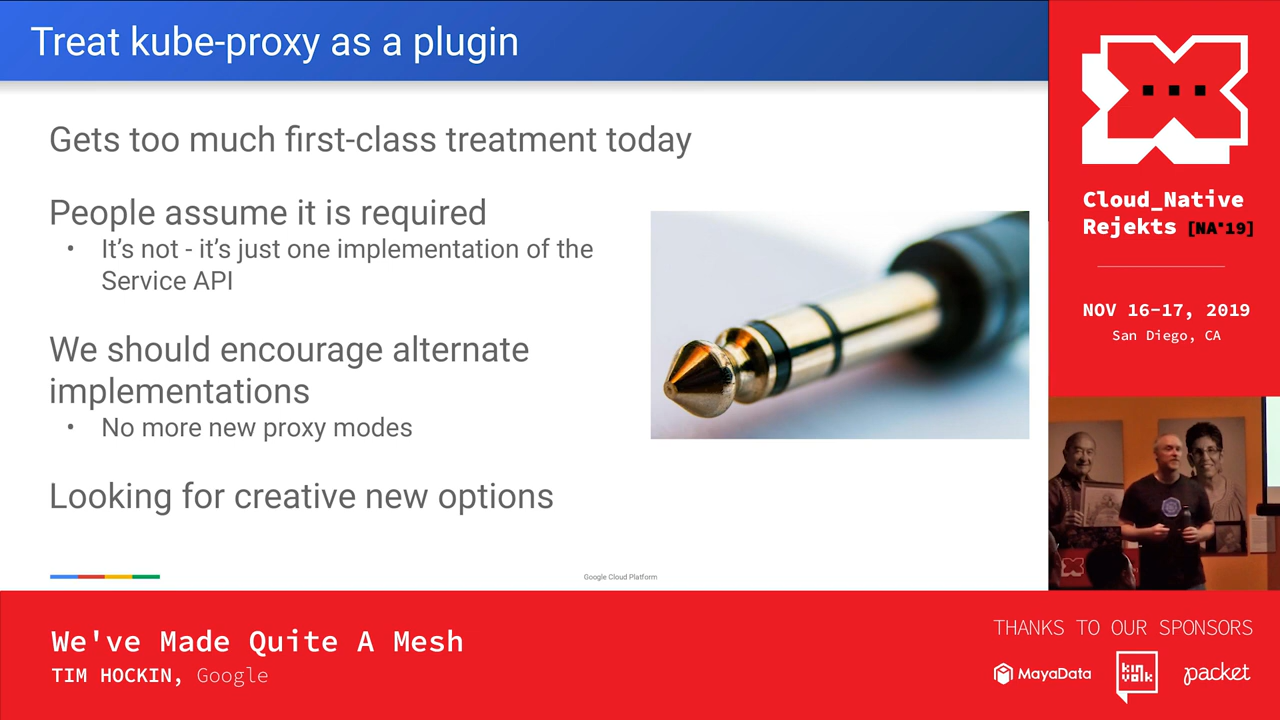 Treat kube-proxy as a plugin
Gets too much first-class treatment today
People assume it is required
• It’s not - it’s just one implementation of the
Service API
We should encourage alternate
implementations
• No more new proxy modes
Looking for creative new options
Google Cloud Platform
Cloud_Native
Rejekts [NA'19]
NOV 16-17, 2019
San Diego, CA
We've Made Quite A Mesh
TIM HOCKIN, Google
THANKS TO OUR SPONSORS
MayaData
kin
volk
packet